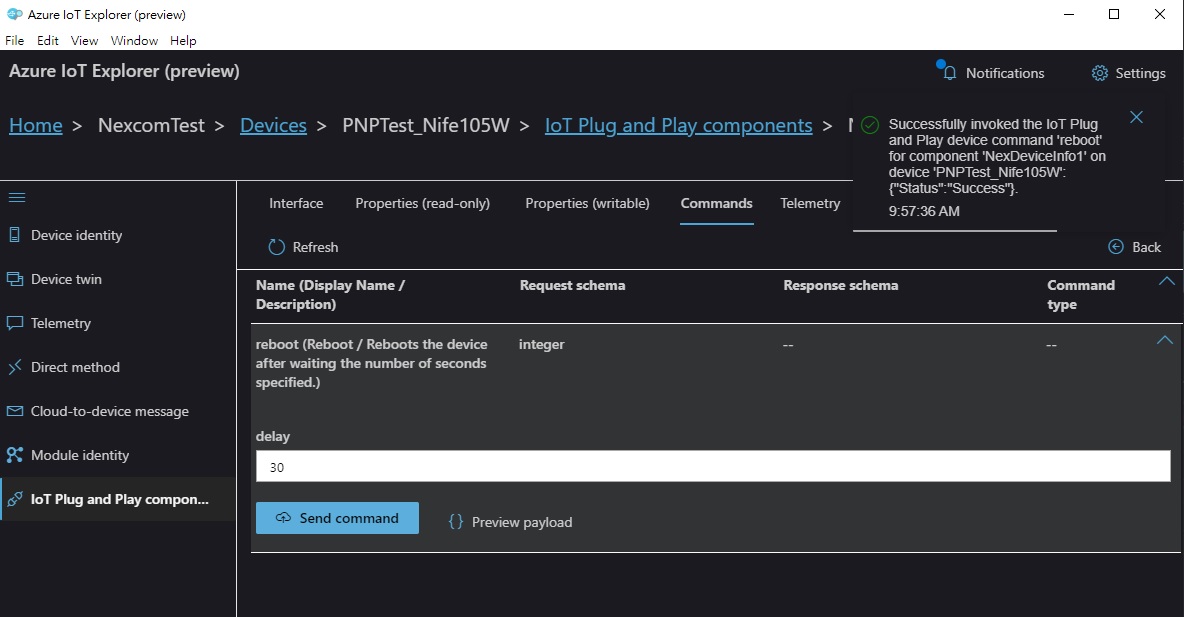 Azure IoT Explorer (preview)
File Edit View Window Help
Azure IoT Explorer (preview)
Notifications
Settings
Home > NexcomTest > Devices > PNPTest_Nife105W > IoT Plug and Play components >
Successfully invoked the IoT Plug
and Play device command 'reboot'
for component 'NexDeviceInfo1' on
device 'PNPTest_Nife105W':
{"Status":"Success"}.
9:57:36 AM
Device identity
Device twin
Telemetry
Direct method
Cloud-to-device message
Module identity
IoT Plug and Play compon...
Interface Properties (read-only) Properties (writable) Commands Telemetry
Refresh
Back
Name (Display Name /
Description)
Request schema
Response schema
Command
type
reboot (Reboot / Reboots the device
after waiting the number of seconds
specified.)
integer
--
--
delay
30
Send command
{} Preview payload